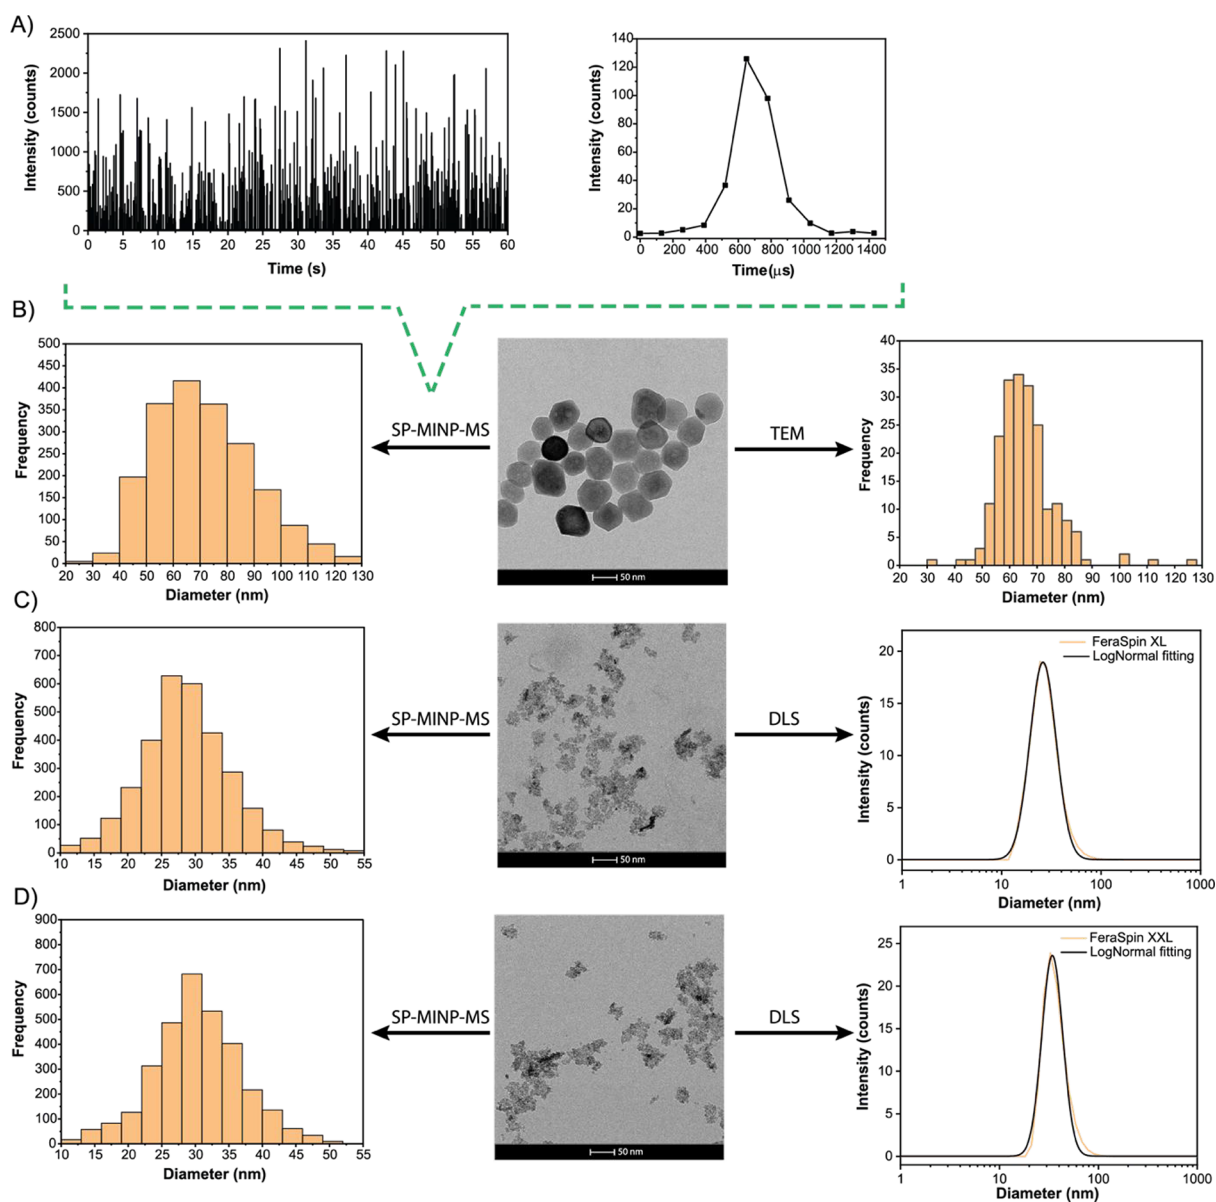 A)
Intensity (counts)
2500
2000
1500
1000
500
0
0 5 10 15 20 25 30 35 40 45 50 55 60
Time (s)
Intensity (counts)
140
120
100
80
60
40
20
0
0 200 400 600 800 1000 1200 1400
Time(μs)
B)
Frequency
500
450
400
350
300
250
200
150
100
50
0
20 30 40 50 60 70 80 90 100 110 120 130
Diameter (nm)
SP-MINP-MS
50 nm
TEM
Frequency
40
35
30
25
20
15
10
5
0
20 30 40 50 60 70 80 90 100 110 120 130
Diameter (nm)
C)
Frequency
800
700
600
500
400
300
200
100
0
10 15 20 25 30 35 40 45 50 55
Diameter (nm)
SP-MINP-MS
50 nm
DLS
Intensity (counts)
20
15
10
5
0
FeraSpin XL
LogNormal fitting
1 10 100 1000
Diameter (nm)
D)
Frequency
900
800
700
600
500
400
300
200
100
0
10 15 20 25 30 35 40 45 50 55
Diameter (nm)
SP-MINP-MS
50 nm
DLS
Intensity (counts)
25
20
15
10
5
0
FeraSpin XXL
LogNormal fitting
1 10 100 1000
Diameter (nm)